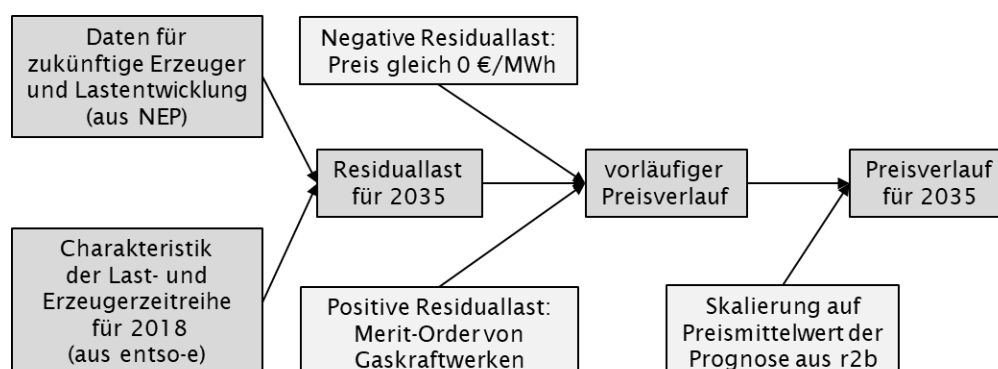 Daten für
zukünftige Erzeuger
und Lastentwicklung
(aus NEP)
Negative Residuallast:
Preis gleich 0 €/MWh
Residuallast
für 2035
vorläufiger
Preisverlauf
Preisverlauf
für 2035
Charakteristik
der Last- und
Erzeugerzeitreihe
für 2018
(aus entso-e)
Positive Residuallast:
Merit-Order von
Gaskraftwerken
Skalierung auf
Preismittelwert der
Prognose aus r2b